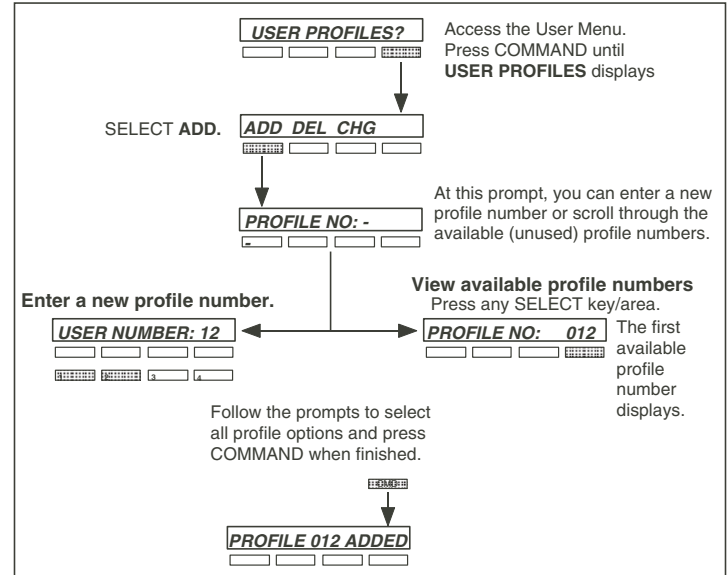 USER PROFILES?
Access the User Menu.
Press COMMAND until
USER PROFILES displays
SELECT ADD.
ADD DEL CHG
At this prompt, you can enter a new
profile number or scroll through the
available (unused) profile numbers.
PROFILE NO: -
-
Enter a new profile number.
USER NUMBER: 12
1 2 3 4
View available profile numbers
Press any SELECT key/area.
PROFILE NO: 012
The first
available
profile
number
displays.
Follow the prompts to select
all profile options and press
COMMAND when finished.
CMD
PROFILE 012 ADDED